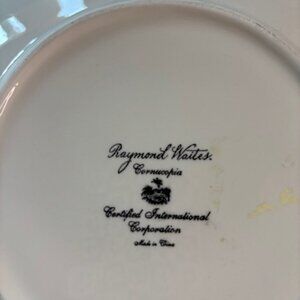 Raymond Waites.
Cornucopia
Certified International
Corporation
Made in China